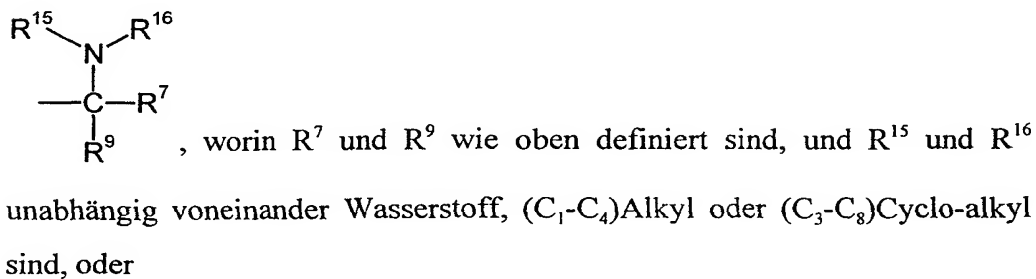 R¹⁵ R¹⁶
N
—C—R⁷
R⁹ , worin R⁷ und R⁹ wie oben definiert sind, und R¹⁵ und R¹⁶
unabhängig voneinander Wasserstoff, (C₁-C₄)Alkyl oder (C₃-C₈)Cyclo-alkyl
sind, oder